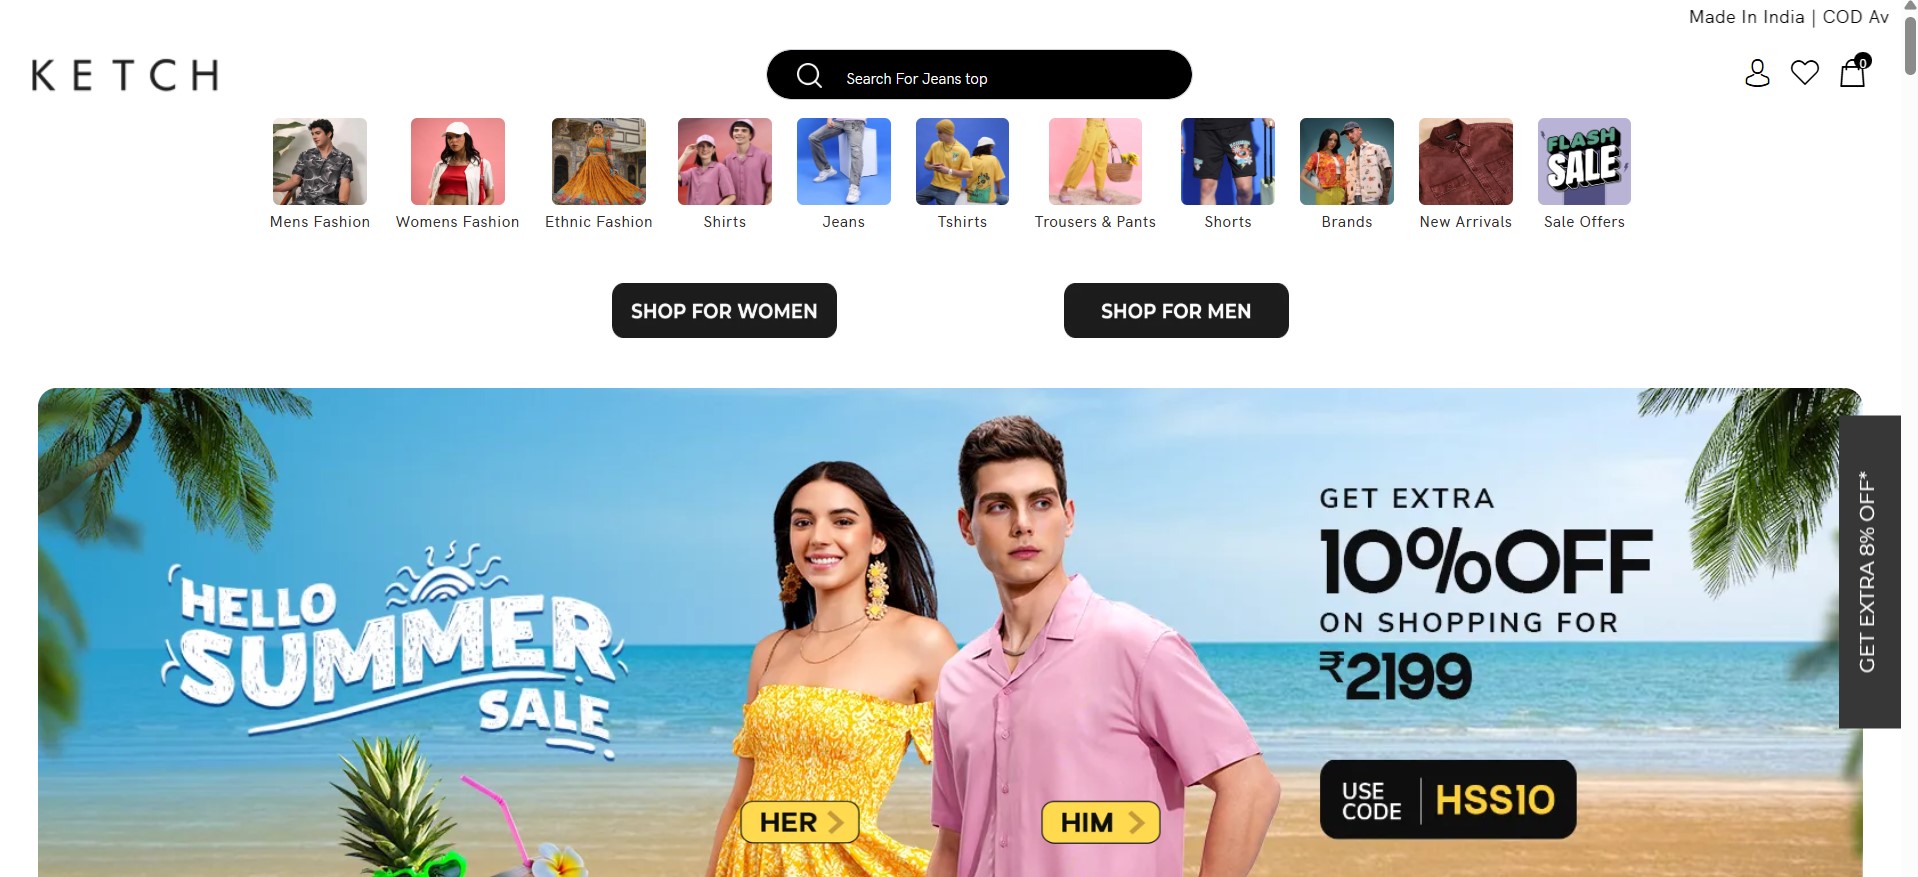 Made In India | COD Av
KETCH
Search For Jeans top
0
FLASH
SALE
Mens Fashion
Womens Fashion
Ethnic Fashion
Shirts
Jeans
Tshirts
Trousers & Pants
Shorts
Brands
New Arrivals
Sale Offers
SHOP FOR WOMEN
SHOP FOR MEN
HELLO
SUMMER
SALE
GET EXTRA
10%OFF
ON SHOPPING FOR
₹2199
USE
CODE
HSS10
HER
HIM
GET EXTRA 8% OFF*